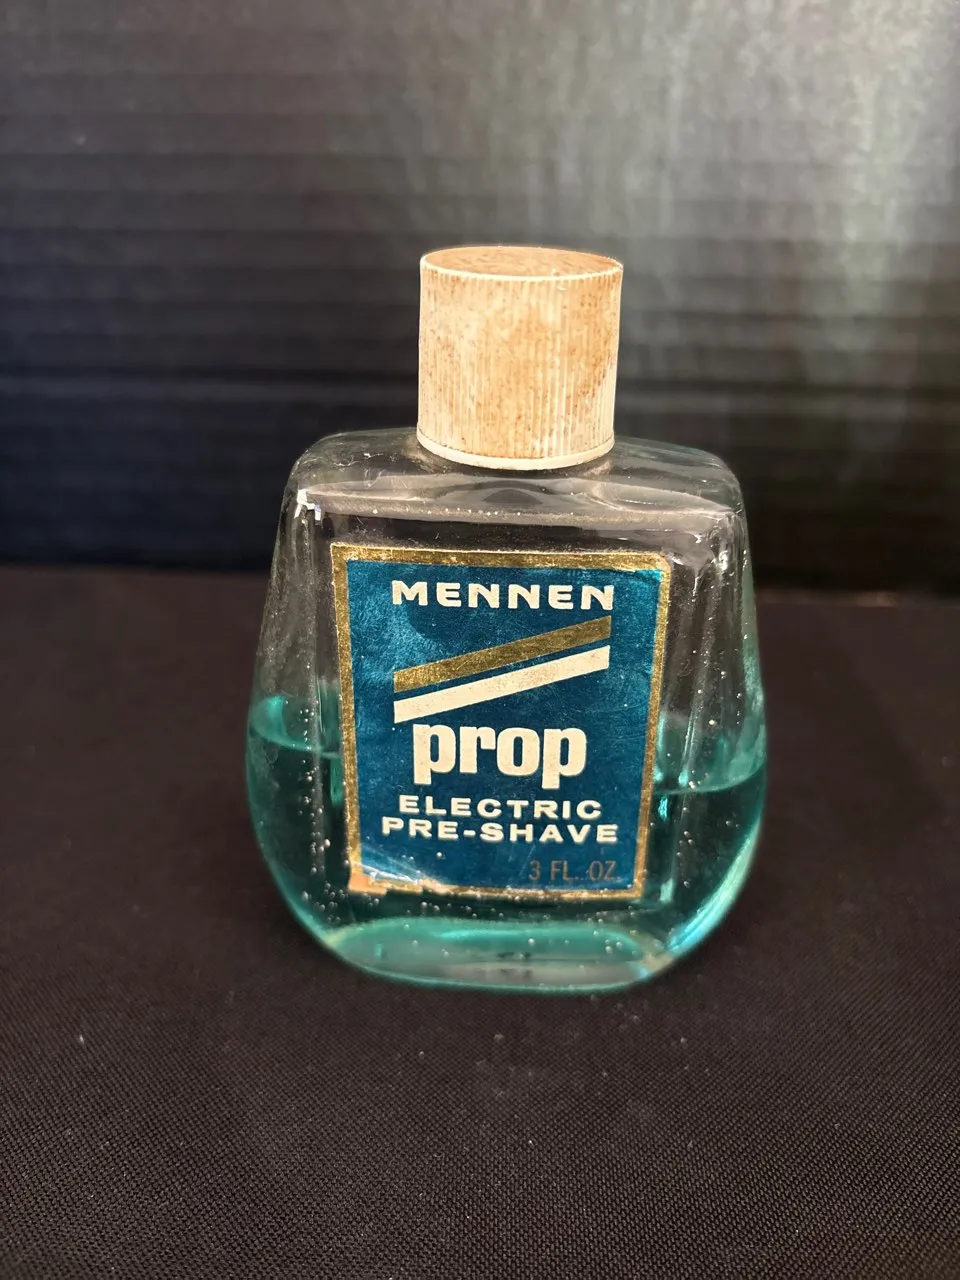 MENNEN
prop
ELECTRIC
PRE-SHAVE
3 FL. OZ.